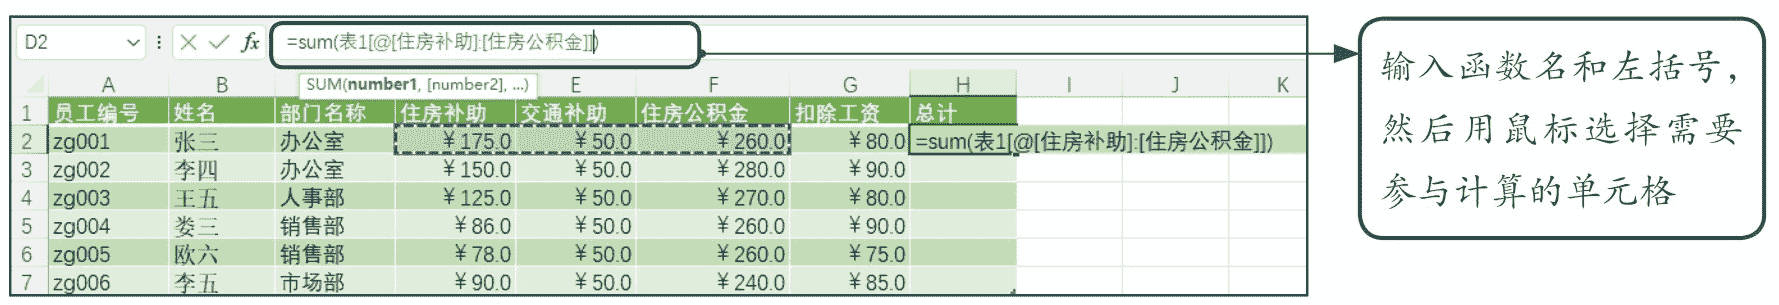 D2 fx =sum(表1[@[住房补助]:[住房公积金]])
SUM(number1, [number2], ...)
A B E F G H I J K
1 员工编号 姓名 部门名称 住房补助 交通补助 住房公积金 扣除工资 总计
2 zg001 张三 办公室 ￥175.0 ￥50.0 ￥260.0 ￥80.0 =sum(表1[@[住房补助]:[住房公积金]])
3 zg002 李四 办公室 ￥150.0 ￥50.0 ￥280.0 ￥90.0
4 zg003 王五 人事部 ￥125.0 ￥50.0 ￥270.0 ￥80.0
5 zg004 娄三 销售部 ￥86.0 ￥50.0 ￥260.0 ￥90.0
6 zg005 欧六 销售部 ￥78.0 ￥50.0 ￥260.0 ￥75.0
7 zg006 李五 市场部 ￥90.0 ￥50.0 ￥240.0 ￥85.0
输入函数名和左括号，
然后用鼠标选择需要
参与计算的单元格